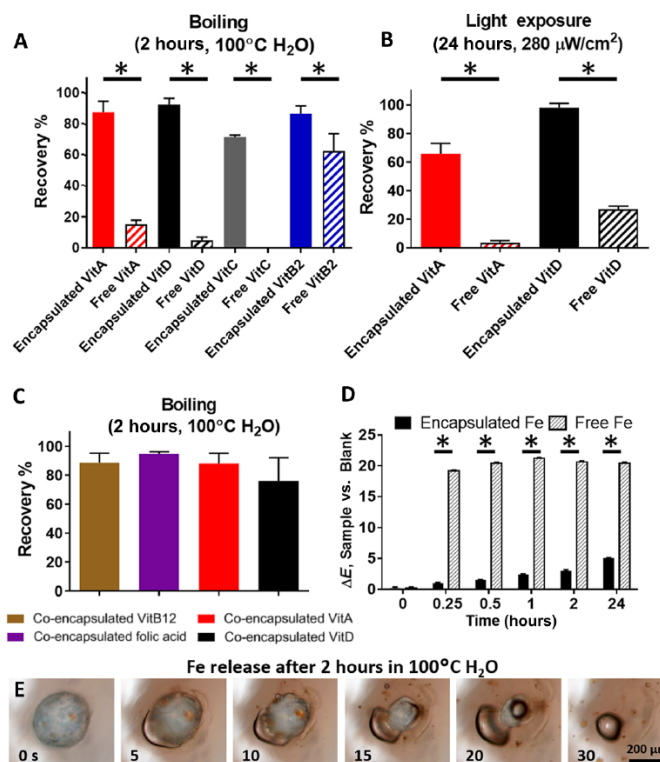 A
Boiling
(2 hours, 100°C H₂O)
Recovery %
100
80
60
40
20
0
Encapsulated VitA
Free VitA
Encapsulated VitD
Free VitD
Encapsulated VitC
Free VitC
Encapsulated VitB2
Free VitB2
* * * *
B
Light exposure
(24 hours, 280 μW/cm²)
Recovery %
100
80
60
40
20
0
Encapsulated VitA
Free VitA
Encapsulated VitD
Free VitD
* *
C
Boiling
(2 hours, 100°C H₂O)
Recovery %
100
80
60
40
20
0
Co-encapsulated VitB12
Co-encapsulated VitA
Co-encapsulated folic acid
Co-encapsulated VitD
D
Encapsulated Fe
Free Fe
* * * * *
ΔE, Sample vs. Blank
25
20
15
10
5
0
0 0.25 0.5 1 2 24
Time (hours)
Fe release after 2 hours in 100°C H₂O
E
0 s
5
10
15
20
30
200 μm